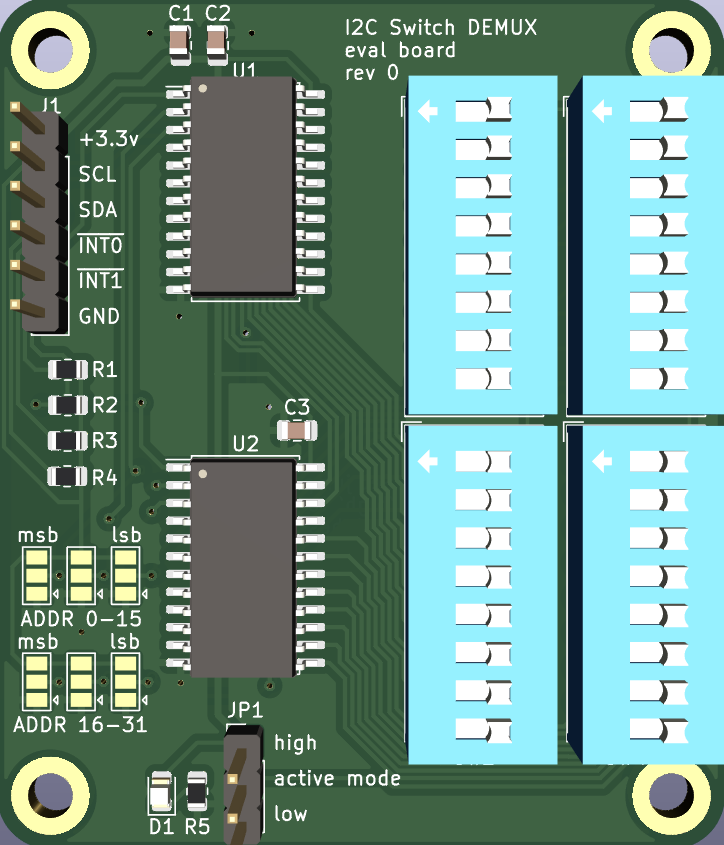 C1 C2
I2C Switch DEMUX
eval board
rev 0
U1
J1
+3.3v
SCL
SDA
INT0
INT1
GND
R1
R2
R3
R4
C3
U2
msb lsb
ADDR 0-15
msb lsb
ADDR 16-31
JP1
high
active mode
low
D1 R5